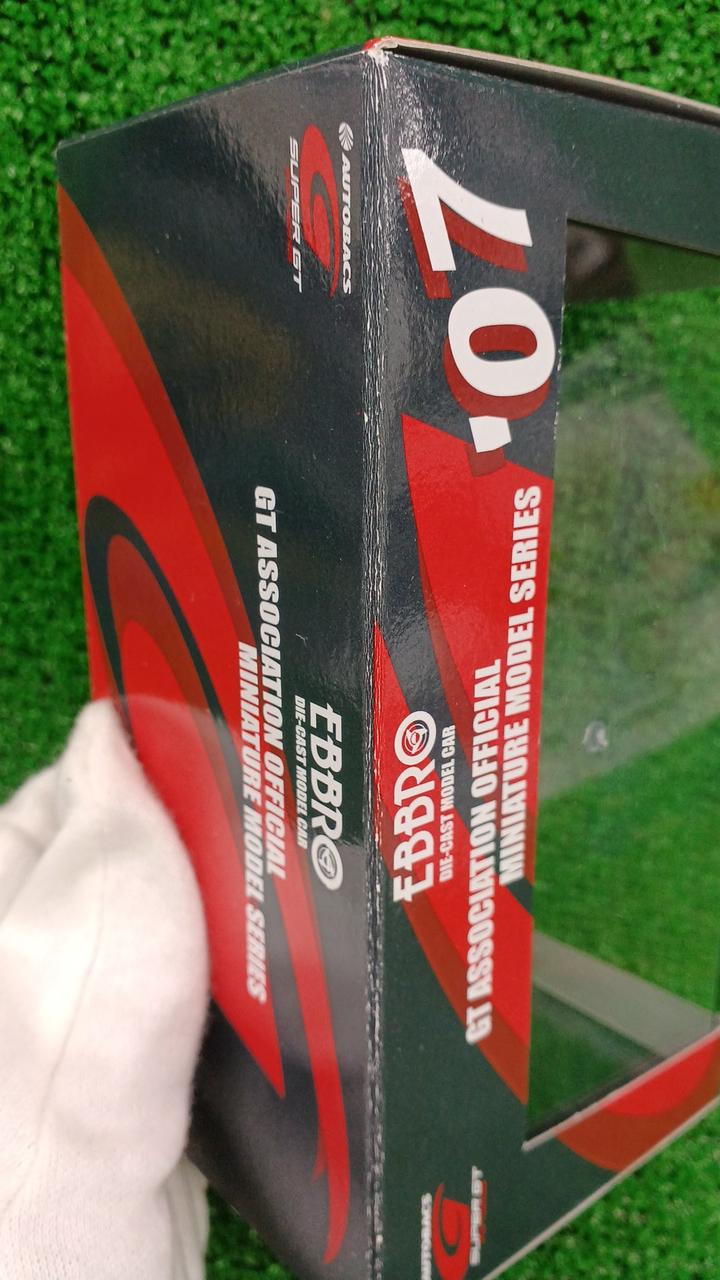 AUTOBACS
SUPER GT
EBBRO
DIE-CAST MODEL CAR
GT ASSOCIATION OFFICIAL
MINIATURE MODEL SERIES
'07
EBBRO
DIE-CAST MODEL CAR
GT ASSOCIATION OFFICIAL
MINIATURE MODEL SERIES
AUTOBACS
SUPER GT